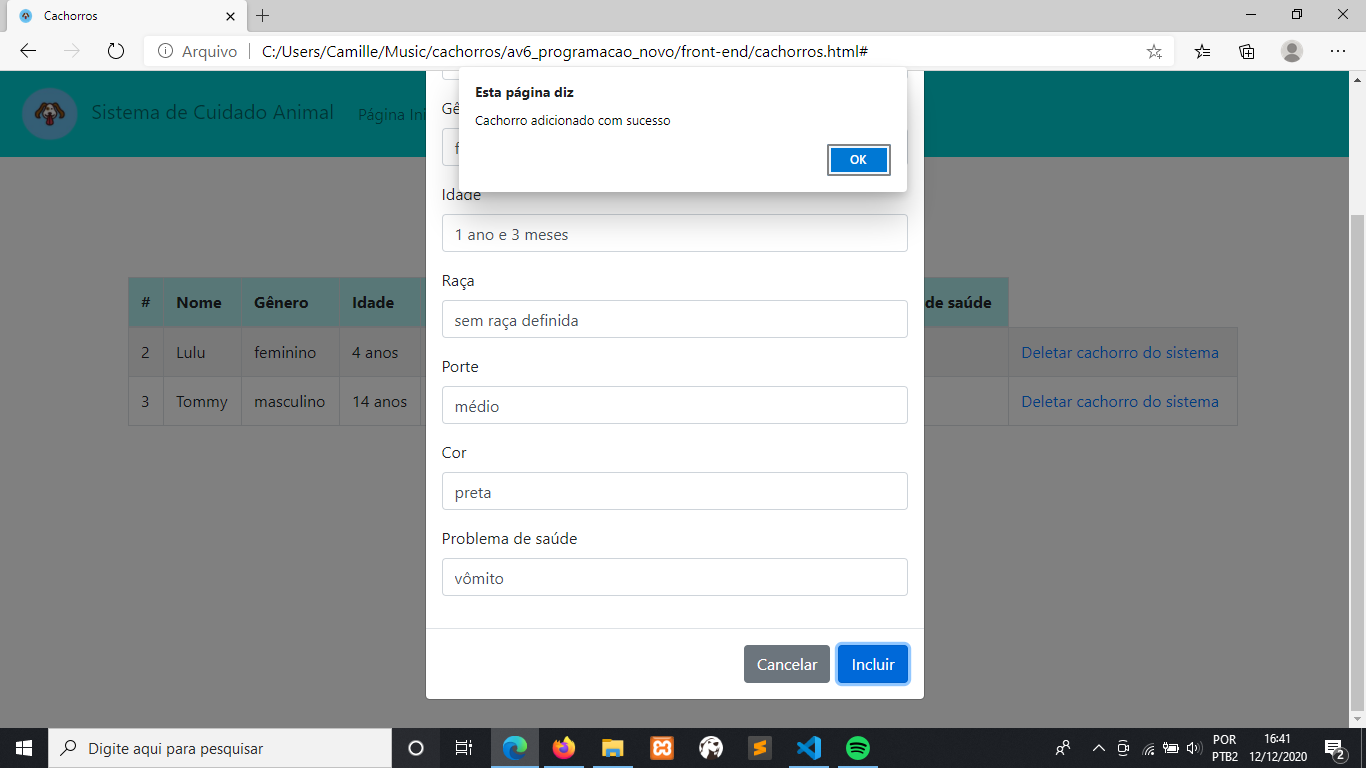 Cachorros
Arquivo
C:/Users/Camille/Music/cachorros/av6_programacao_novo/front-end/cachorros.html#
Sistema de Cuidado Animal
Página Ini
Esta página diz
Cachorro adicionado com sucesso
OK
Gê
f
Idade
1 ano e 3 meses
Raça
sem raça definida
Porte
médio
Cor
preta
Problema de saúde
vômito
Cancelar Incluir
# Nome Gênero Idade de saúde
2 Lulu feminino 4 anos Deletar cachorro do sistema
3 Tommy masculino 14 anos Deletar cachorro do sistema
Digite aqui para pesquisar
POR
PTB2
16:41
12/12/2020
2